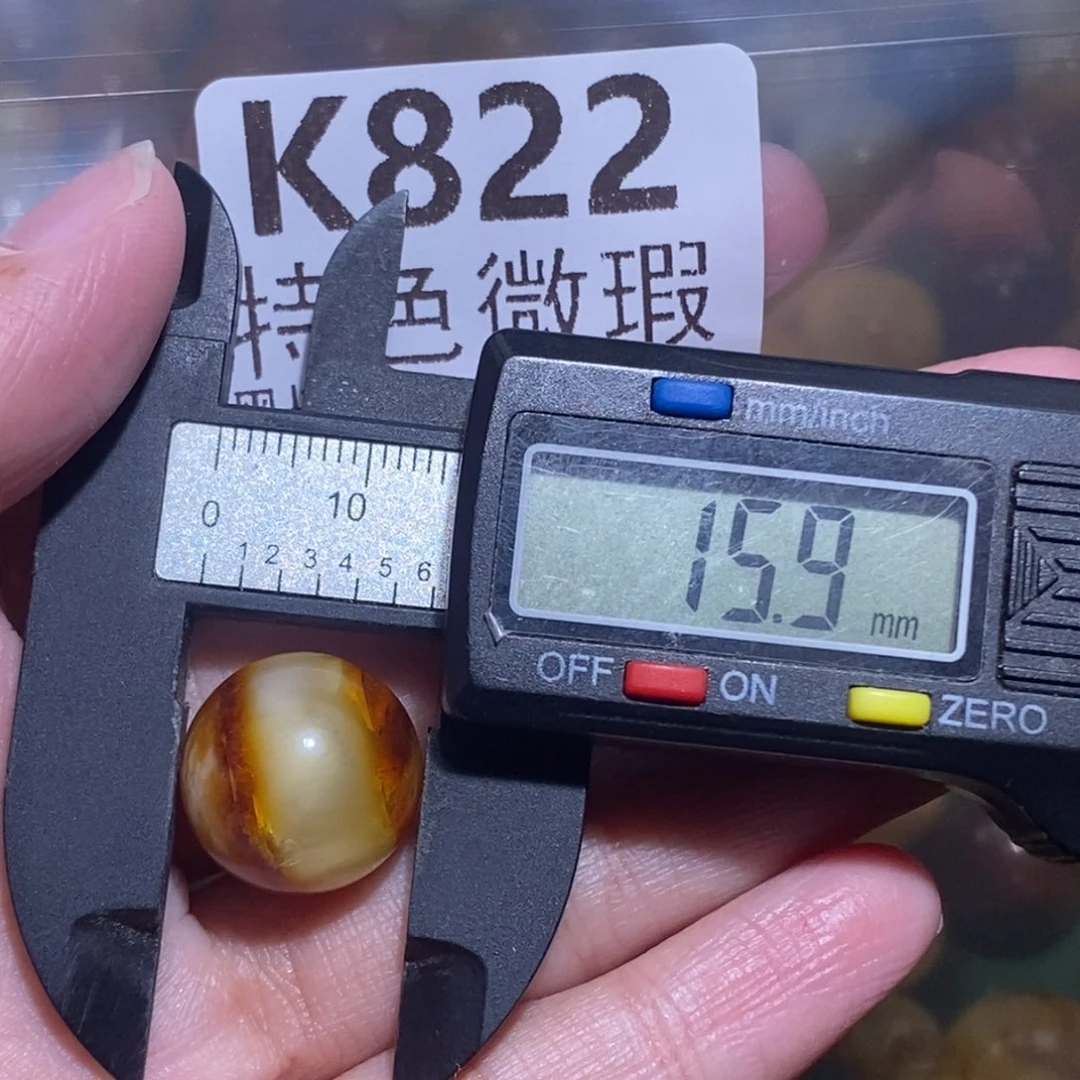 K822
特色微瑕
mm/inch
0 10
1 2 3 4 5 6
15.9 mm
OFF ON ZERO